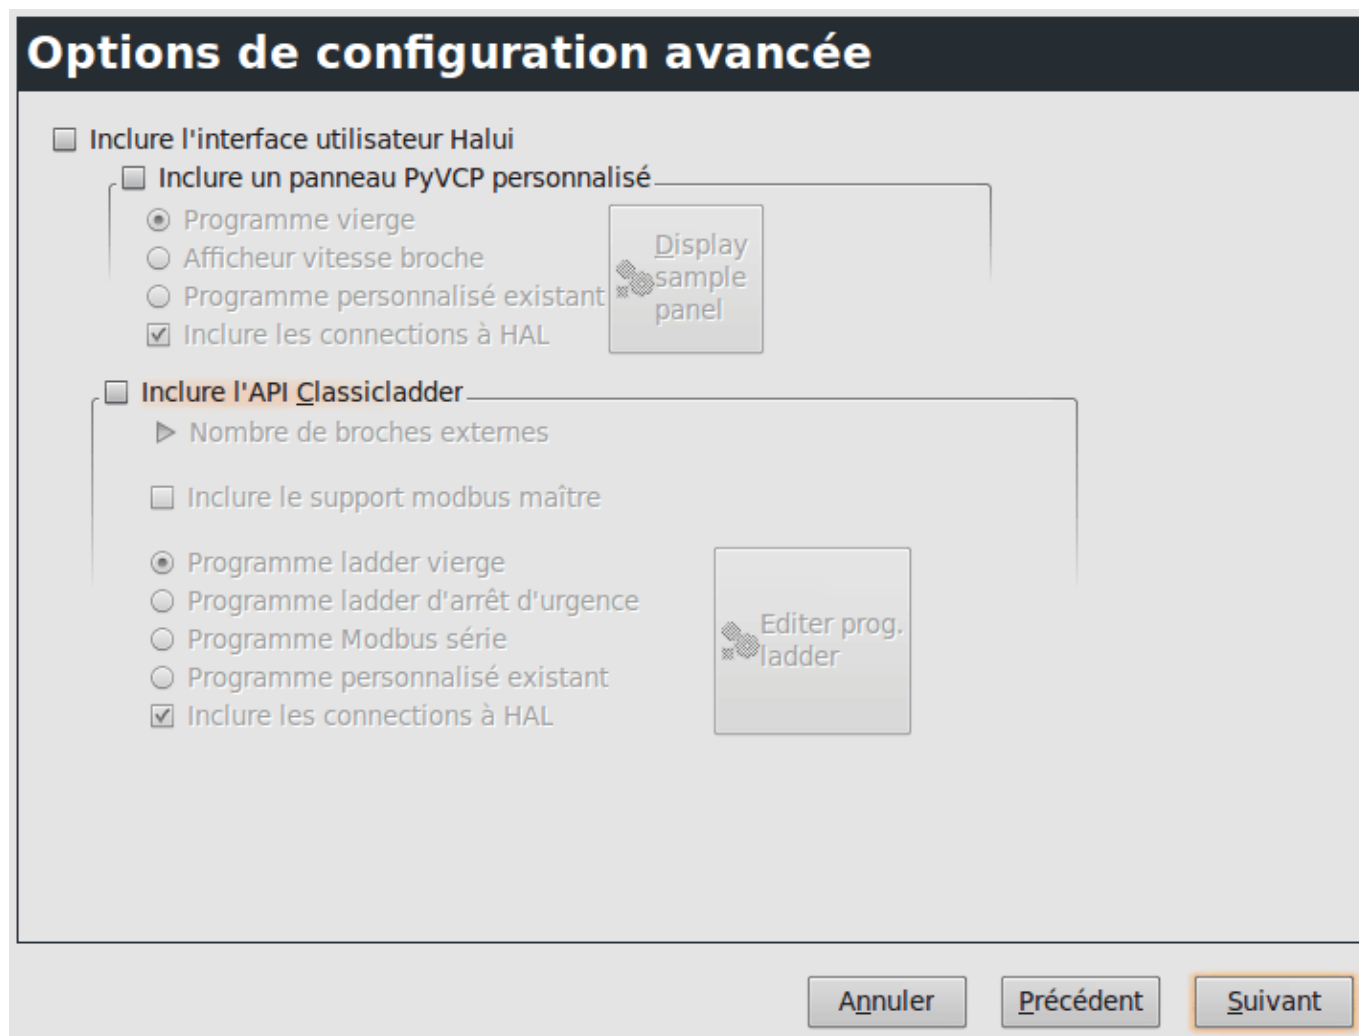 Options de configuration avancée
Inclure l'interface utilisateur Halui
Inclure un panneau PyVCP personnalisé
Programme vierge
Afficheur vitesse broche
Programme personnalisé existant
Inclure les connections à HAL
Display
sample
panel
Inclure l'API Classicladder
Nombre de broches externes
Inclure le support modbus maître
Programme ladder vierge
Programme ladder d'arrêt d'urgence
Programme Modbus série
Programme personnalisé existant
Inclure les connections à HAL
Editer prog.
ladder
Annuler
Précédent
Suivant